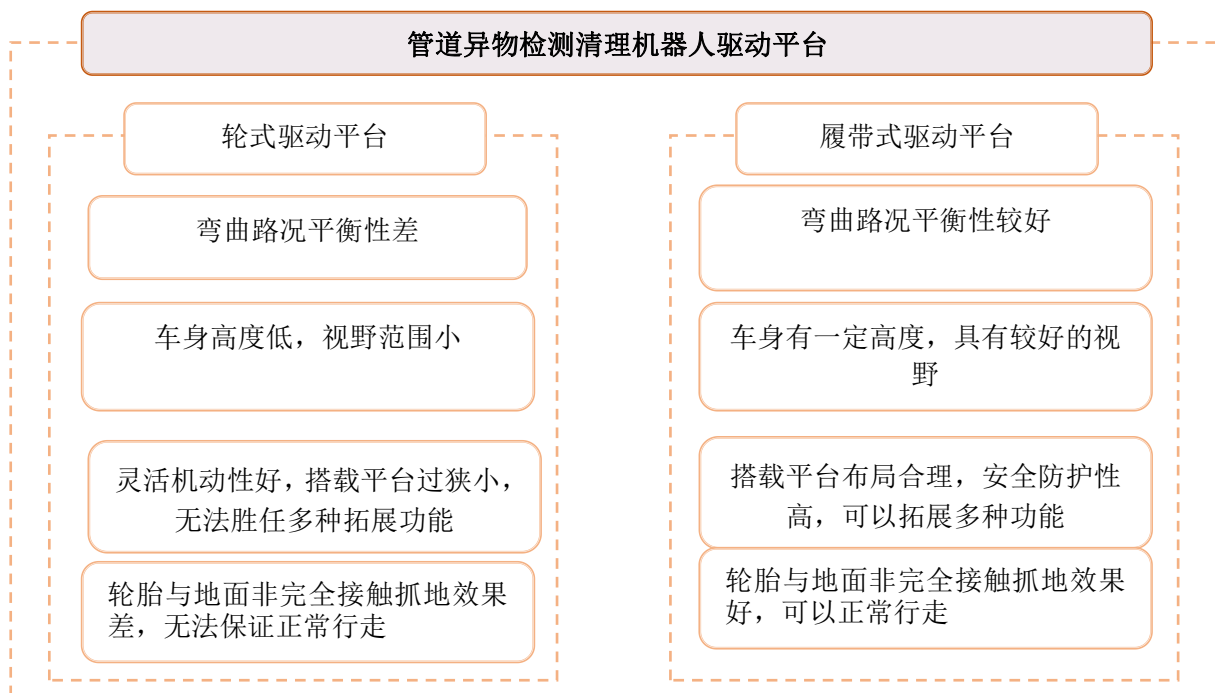 管道异物检测清理机器人驱动平台
轮式驱动平台
弯曲路况平衡性差
车身高度低，视野范围小
灵活机动性好，搭载平台过狭小，
无法胜任多种拓展功能
轮胎与地面非完全接触抓地效果
差，无法保证正常行走
履带式驱动平台
弯曲路况平衡性较好
车身有一定高度，具有较好的视
野
搭载平台布局合理，安全防护性
高，可以拓展多种功能
轮胎与地面非完全接触抓地效果
好，可以正常行走